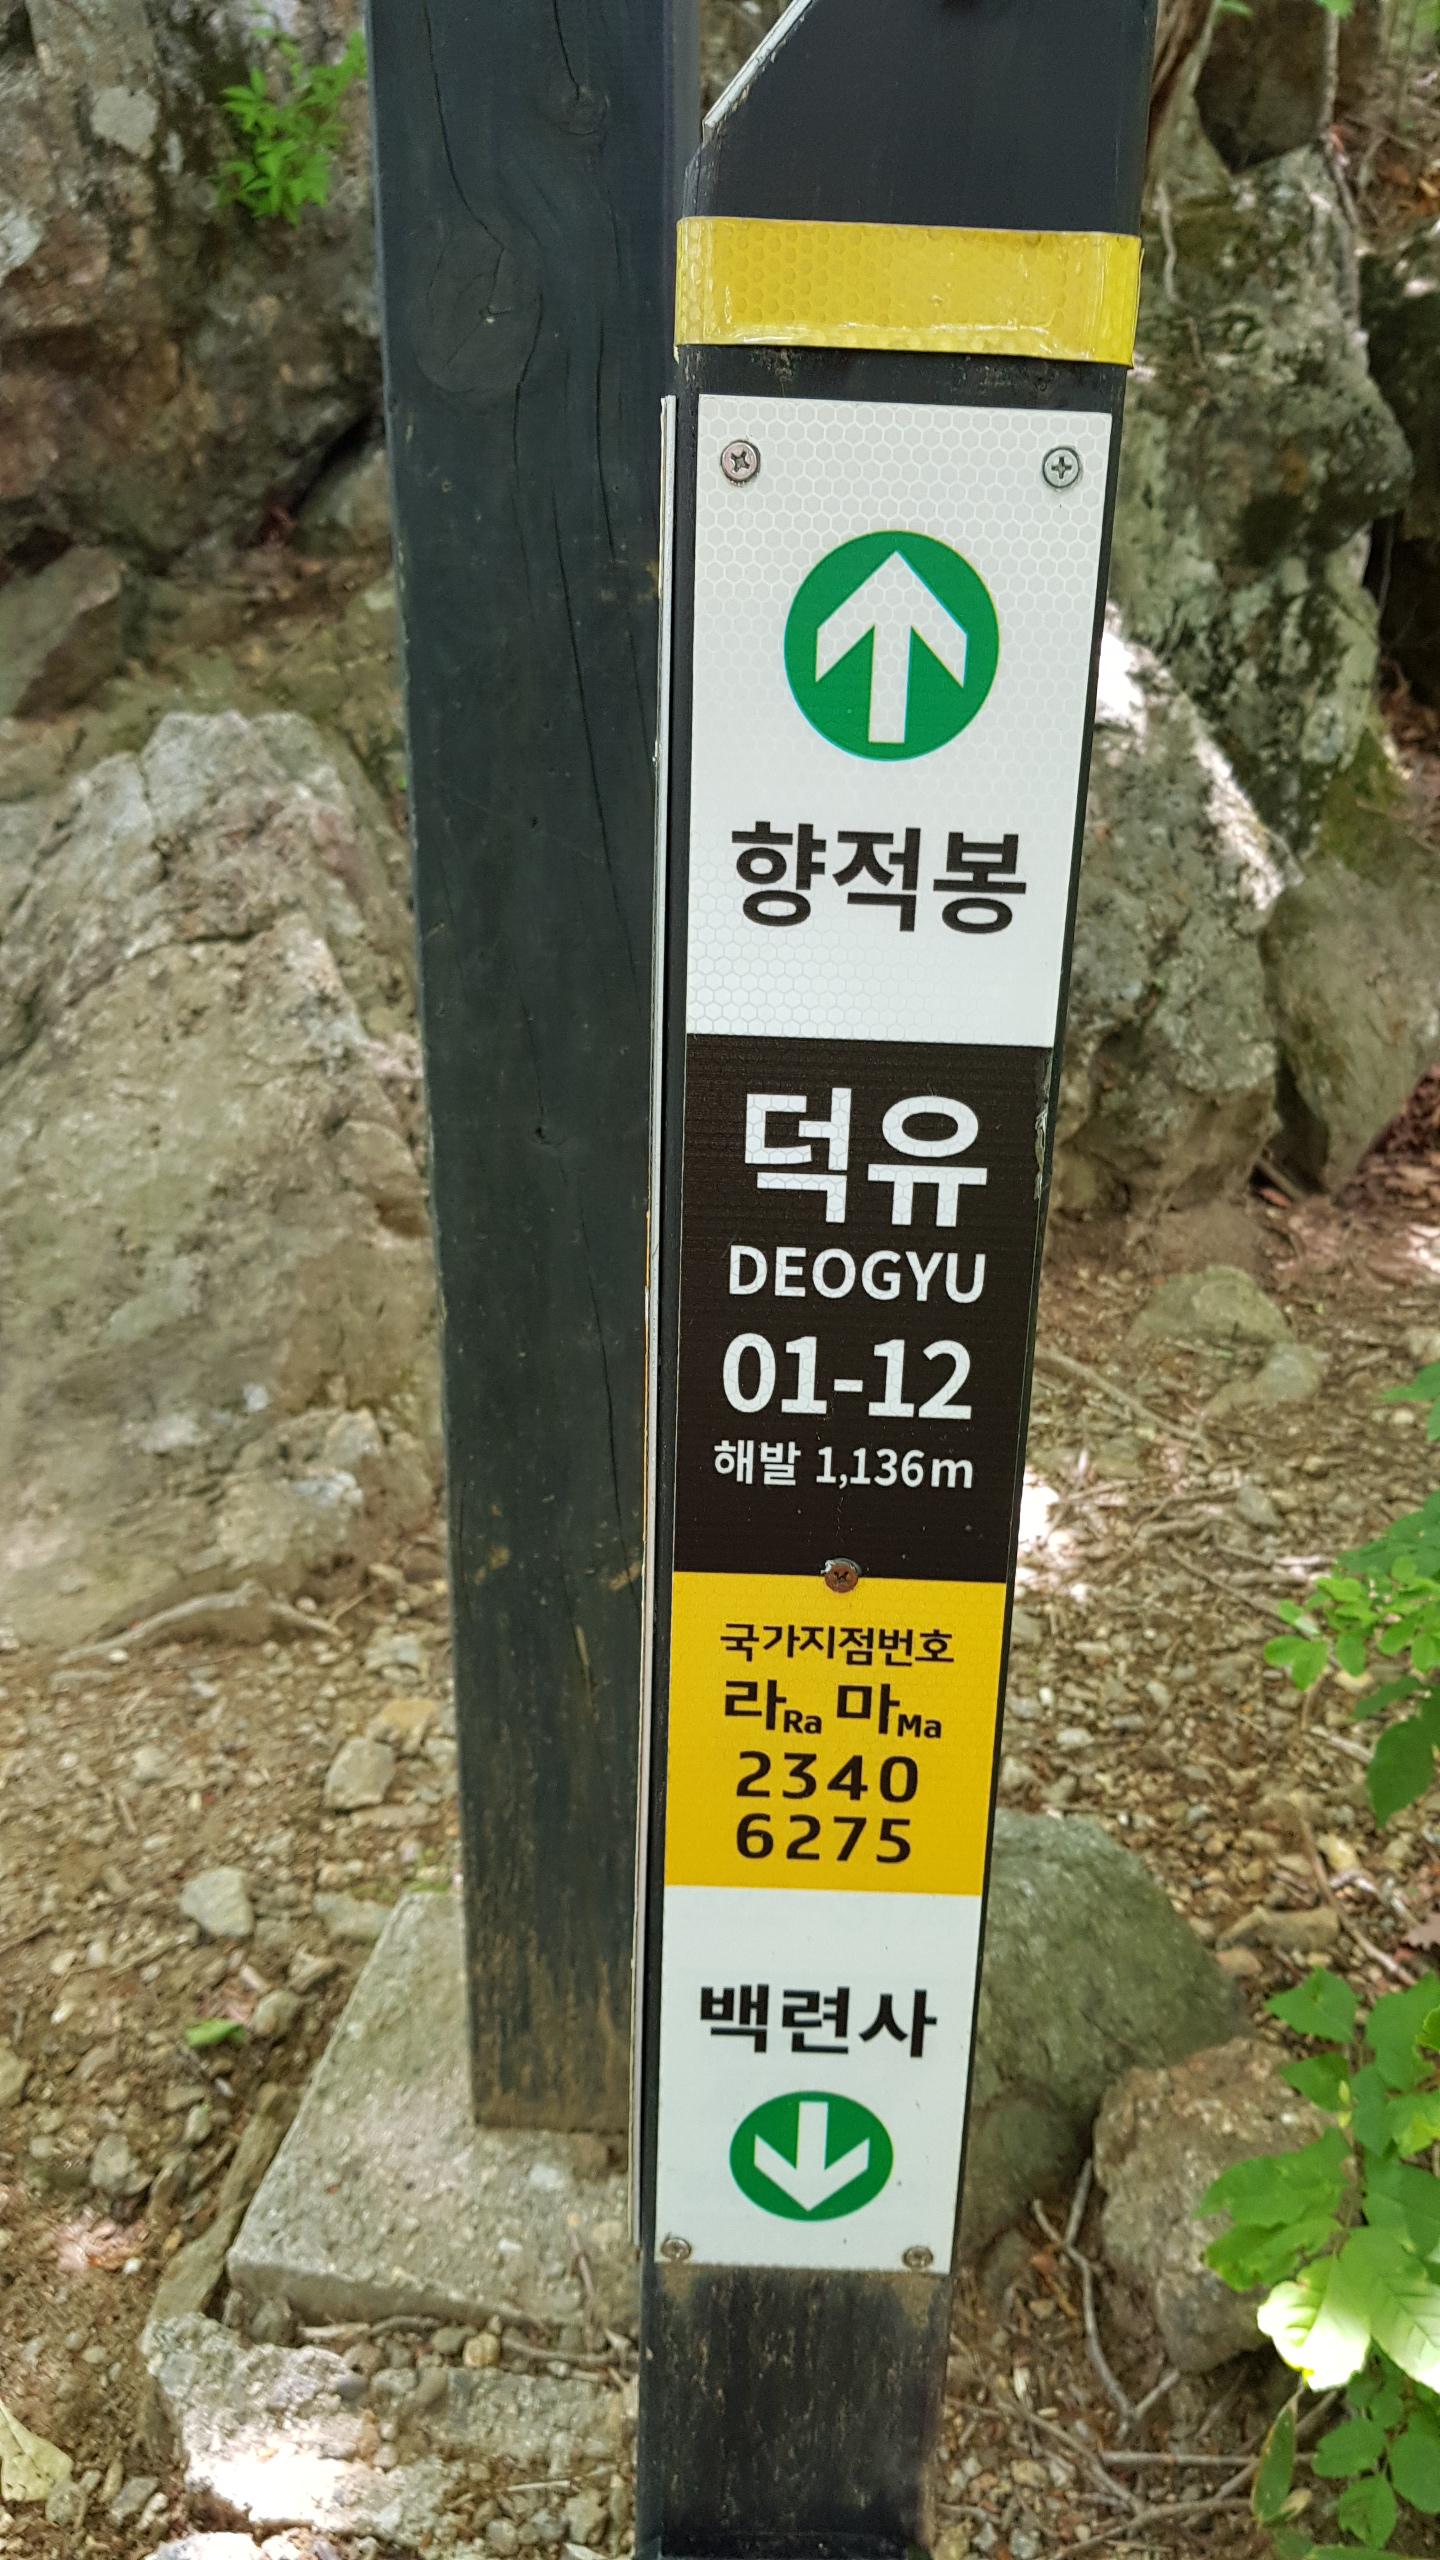 향적봉
덕유
DEOGYU
01-12
해발 1,136m
국가지점번호
라Ra 마Ma
2340
6275
백련사